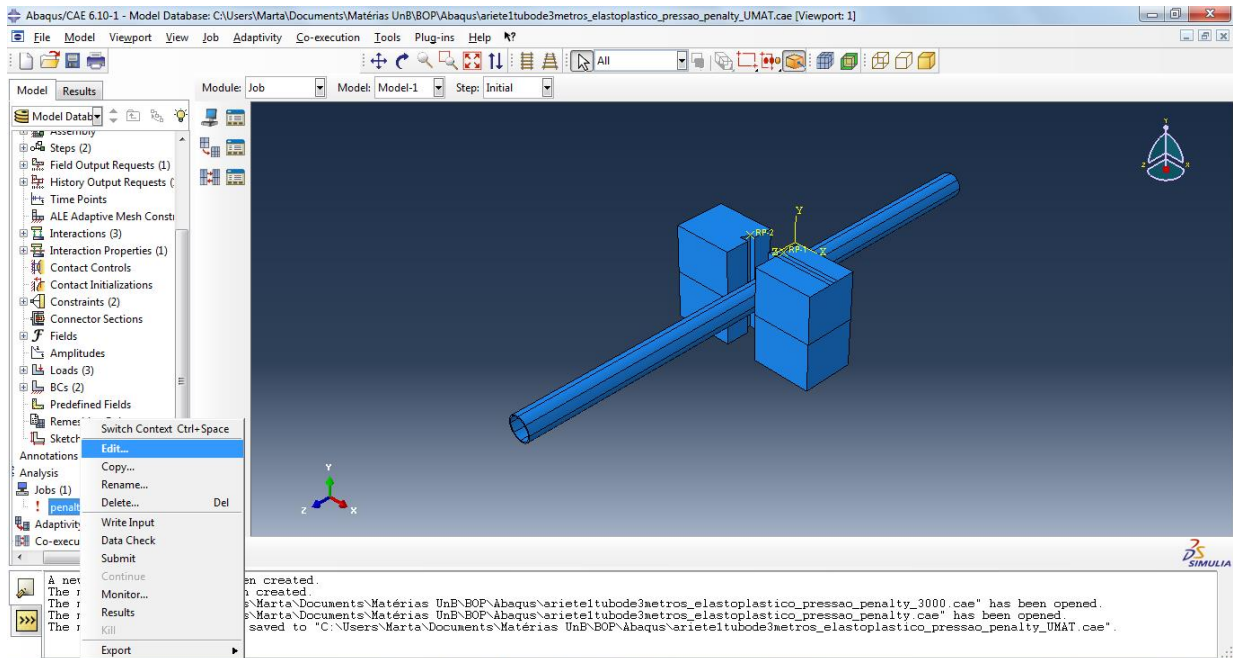 Abaqus/CAE 6.10-1 - Model Database: C:\Users\Marta\Documents\Matérias UnB\BOP\Abaqus\ariete1tubode3metros_elastoplastico_pressao_penalty_UMAT.cae [Viewport: 1]
File Model Viewport View Job Adaptivity Co-execution Tools Plug-ins Help
All
Model Results
Module: Job Model: Model-1 Step: Initial
Model Datab
Assembly
Steps (2)
Field Output Requests (1)
History Output Requests (
Time Points
ALE Adaptive Mesh Constr
Interactions (3)
Interaction Properties (1)
Contact Controls
Contact Initializations
Constraints (2)
Connector Sections
Fields
Amplitudes
Loads (3)
BCs (2)
Predefined Fields
Remes
Sketch
Annotations
Analysis
Jobs (1)
penalt
Adaptivity
Co-execu
Switch Context Ctrl+Space
Edit...
Copy...
Rename...
Delete... Del
Write Input
Data Check
Submit
Continue
Monitor...
Results
Kill
Export
Y
Z X
Y
RP-2
Z RP-1 X
Y
Z X
SIMULIA
A new en created.
The m n created.
The m s\Marta\Documents\Matérias UnB\BOP\Abaqus\ariete1tubode3metros_elastoplastico_pressao_penalty_3000.cae" has been opened.
The m s\Marta\Documents\Matérias UnB\BOP\Abaqus\ariete1tubode3metros_elastoplastico_pressao_penalty.cae" has been opened.
The m saved to "C:\Users\Marta\Documents\Matérias UnB\BOP\Abaqus\ariete1tubode3metros_elastoplastico_pressao_penalty_UMAT.cae".